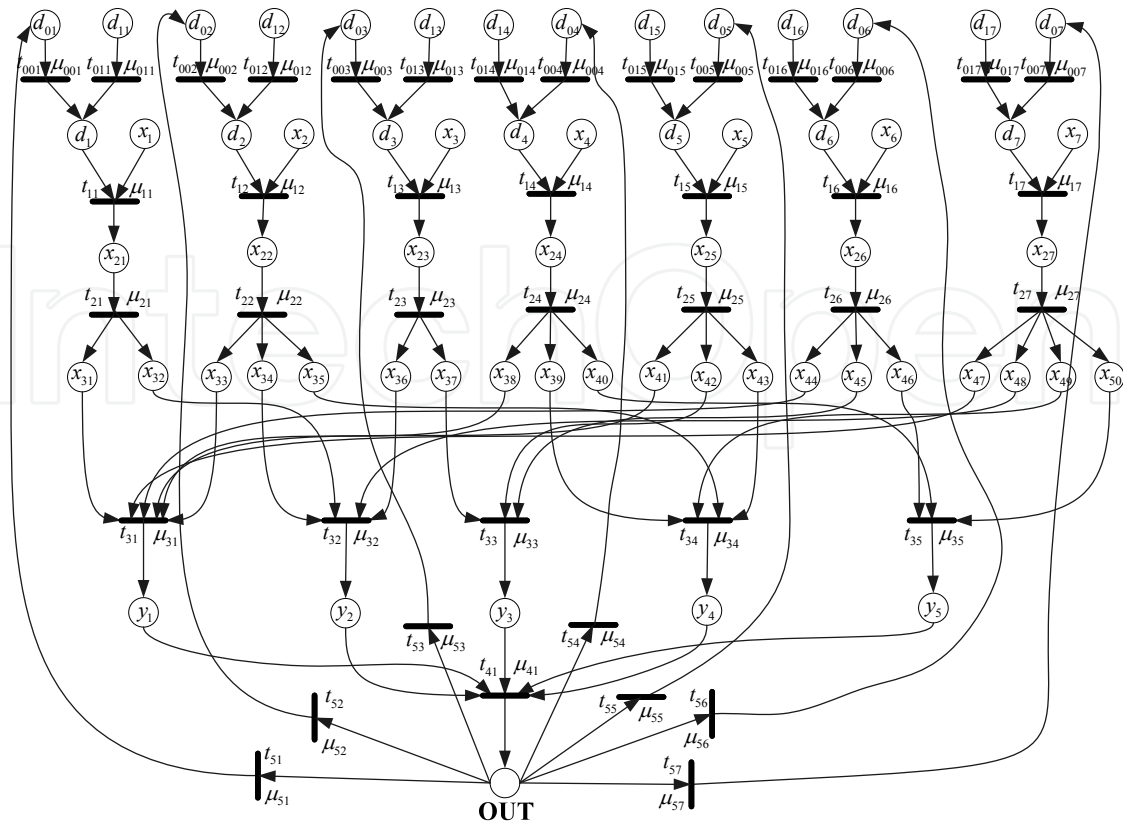 d01 d11 d02 d12 d03 d13 d14 d04 d15 d05 d16 d06 d17 d07
t001 μ001 t011 μ011 t002 μ002 t012 μ012 t003 μ003 t013 μ013 t014 μ014 t004 μ004 t015 μ015 t005 μ005 t016 μ016 t006 μ006 t017 μ017 t007 μ007
d1 x1 d2 x2 d3 x3 d4 x4 d5 x5 d6 x6 d7 x7
t11 μ11 t12 μ12 t13 μ13 t14 μ14 t15 μ15 t16 μ16 t17 μ17
x21 x22 x23 x24 x25 x26 x27
t21 μ21 t22 μ22 t23 μ23 t24 μ24 t25 μ25 t26 μ26 t27 μ27
x31 x32 x33 x34 x35 x36 x37 x38 x39 x40 x41 x42 x43 x44 x45 x46 x47 x48 x49 x50
t31 μ31 t32 μ32 t33 μ33 t34 μ34 t35 μ35
y1 y2 y3 y4 y5
t53 μ53 t54 μ54
t41 μ41
t52 μ52 t55 μ55 t56 μ56
t51 μ51 t57 μ57
OUT
IntechOpen